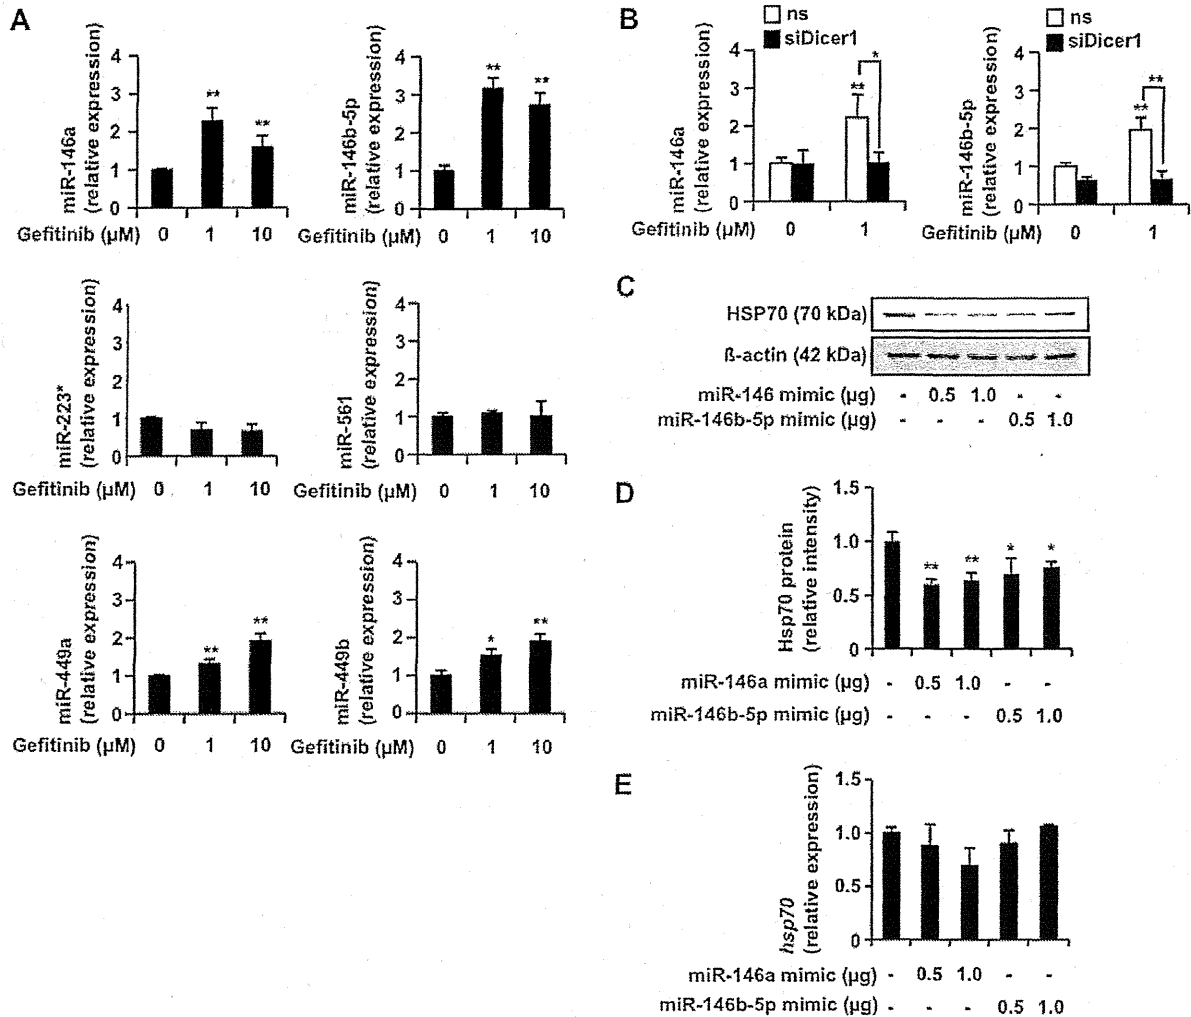 A
miR-146a
(relative expression)
4
3
2
1
0
**
**
Gefitinib (µM) 0 1 10
miR-146b-5p
(relative expression)
4
3
2
1
0
**
**
Gefitinib (µM) 0 1 10
miR-223*
(relative expression)
4
3
2
1
0
Gefitinib (µM) 0 1 10
miR-561
(relative expression)
4
3
2
1
0
Gefitinib (µM) 0 1 10
miR-449a
(relative expression)
4
3
2
1
0
**
**
Gefitinib (µM) 0 1 10
miR-449b
(relative expression)
4
3
2
1
0
*
**
Gefitinib (µM) 0 1 10
B
ns
siDicer1
miR-146a
(relative expression)
4
3
2
1
0
**
*
Gefitinib (µM) 0 1
ns
siDicer1
miR-146b-5p
(relative expression)
4
3
2
1
0
**
**
Gefitinib (µM) 0 1
C
HSP70 (70 kDa)
ß-actin (42 kDa)
miR-146 mimic (µg) - 0.5 1.0 - -
miR-146b-5p mimic (µg) - - - 0.5 1.0
D
Hsp70 protein
(relative intensity)
1.5
1.0
0.5
0
** ** * *
miR-146a mimic (µg) - 0.5 1.0 - -
miR-146b-5p mimic (µg) - - - 0.5 1.0
E
hsp70
(relative expression)
1.5
1.0
0.5
0
miR-146a mimic (µg) - 0.5 1.0 - -
miR-146b-5p mimic (µg) - - - 0.5 1.0